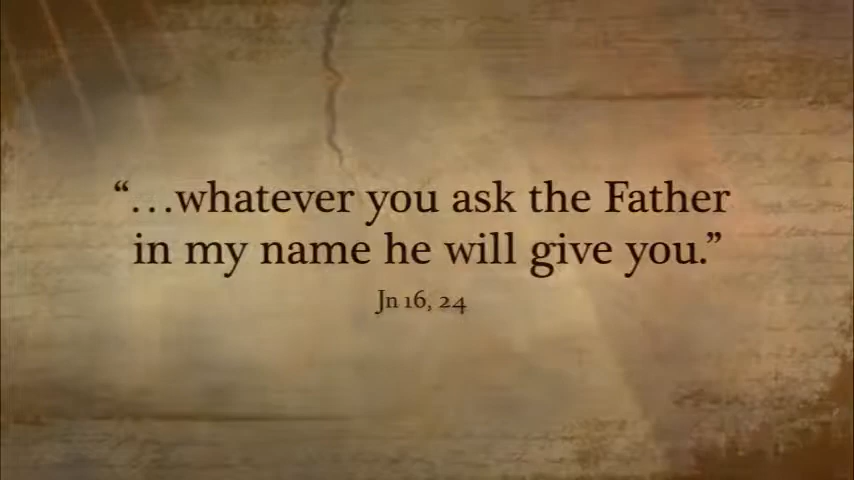 “...whatever you ask the Father
in my name he will give you.”
Jn 16, 24